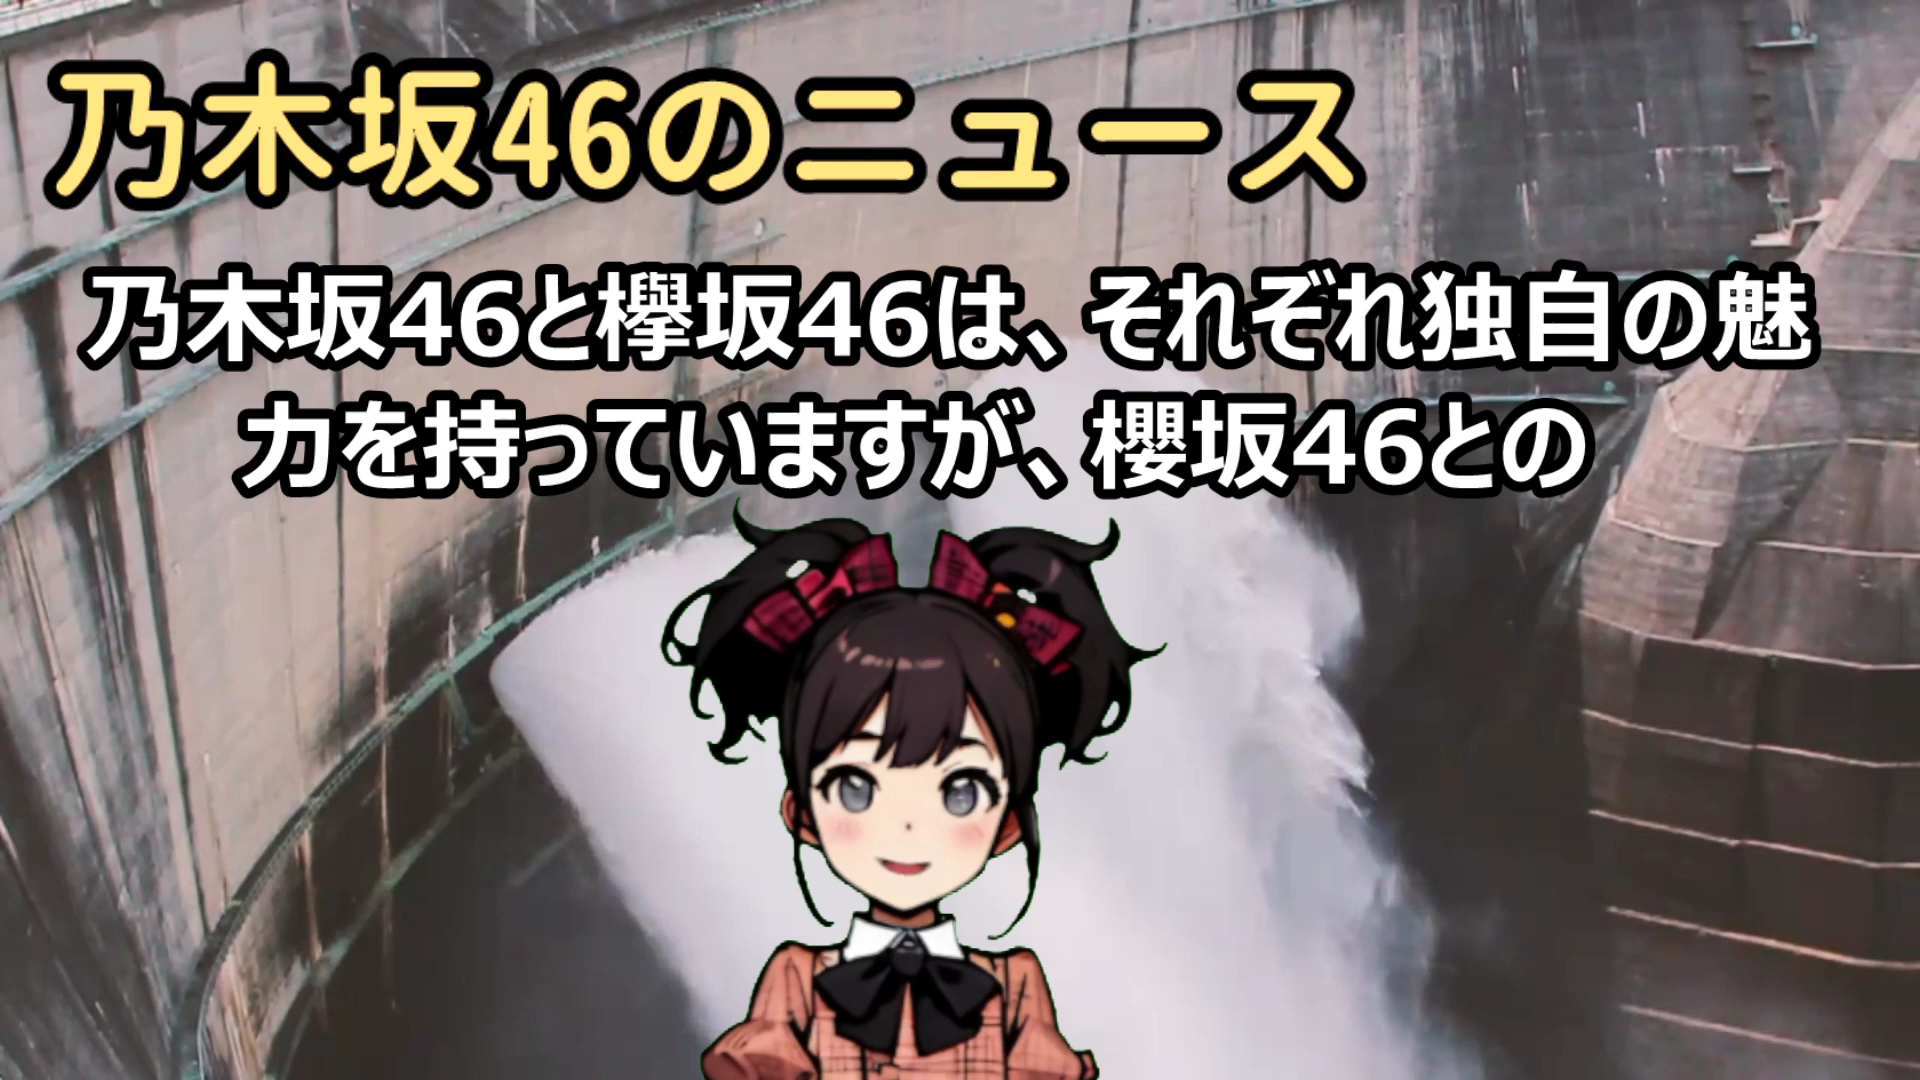 乃木坂46のニュース
乃木坂46と欅坂46は、それぞれ独自の魅
力を持っていますが、櫻坂46との